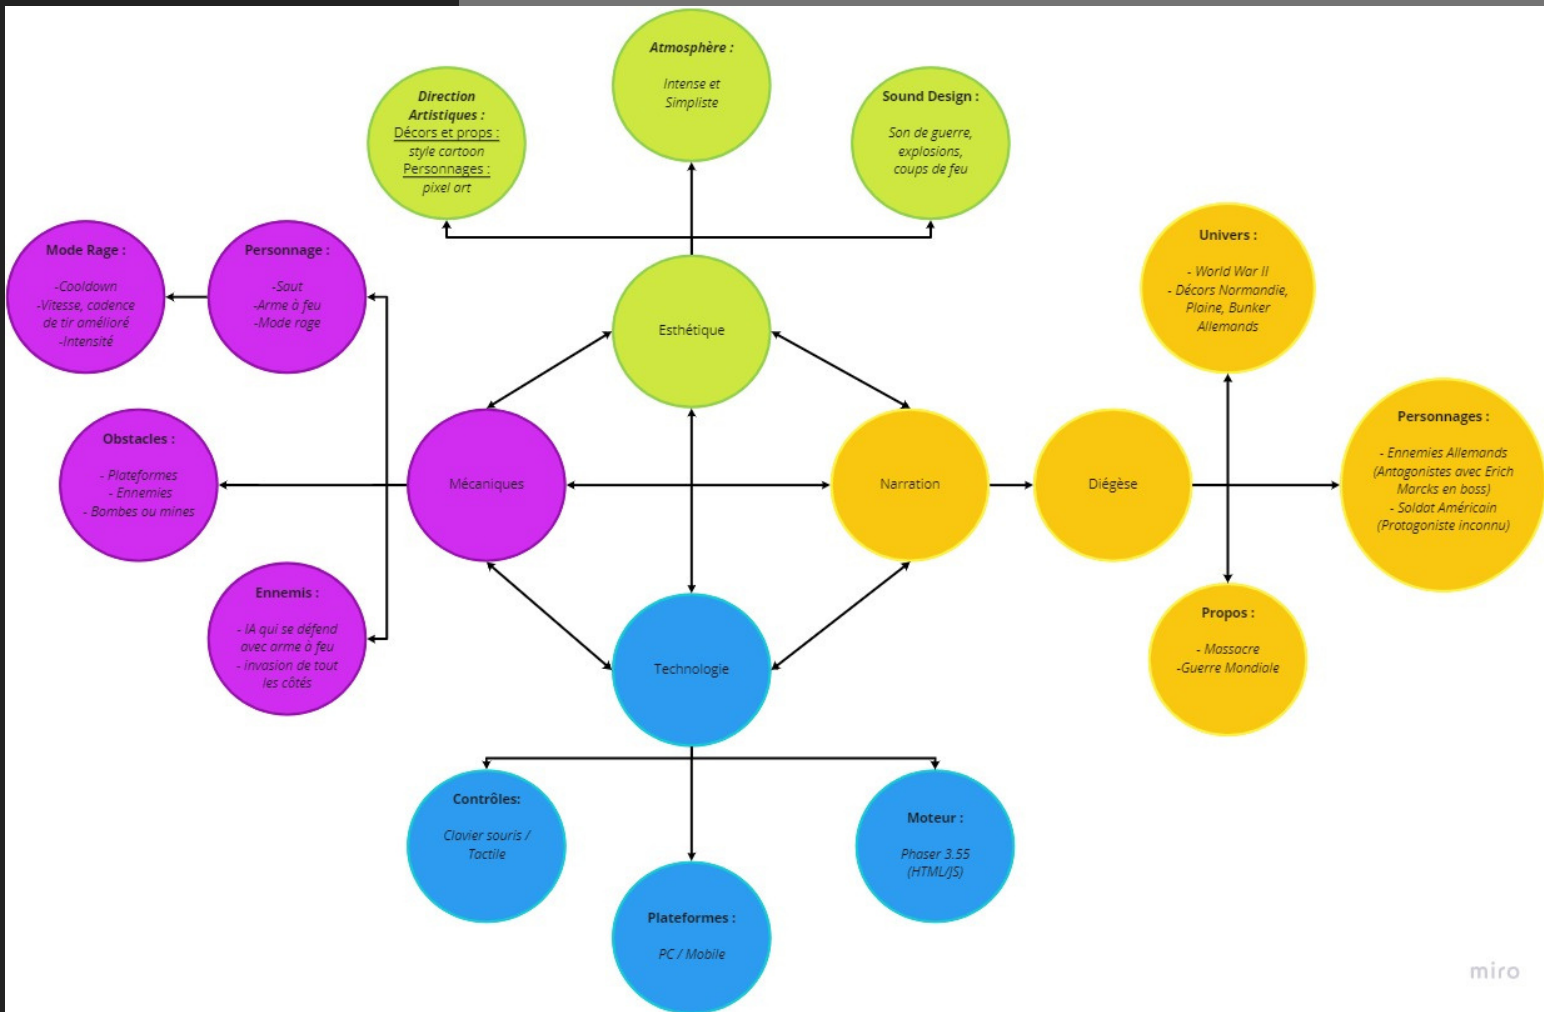 Atmosphère :
Intense et
Simpliste
Direction
Artistiques :
Décors et props :
style cartoon
Personnages :
pixel art
Sound Design :
Son de guerre,
explosions,
coups de feu
Mode Rage :
-Cooldown
-Vitesse, cadence
de tir amélioré
-Intensité
Personnage :
-Saut
-Arme à feu
-Mode rage
Esthétique
Univers :
- World War II
- Décors Normandie,
Plaine, Bunker
Allemands
Obstacles :
- Plateformes
- Ennemies
- Bombes ou mines
Mécaniques
Narration
Diégèse
Personnages :
- Ennemies Allemands
(Antagonistes avec Erich
Marcks en boss)
- Soldat Américain
(Protagoniste inconnu)
Ennemis :
- IA qui se défend
avec arme à feu
- invasion de tout
les côtés
Technologie
Propos :
- Massacre
-Guerre Mondiale
Contrôles:
Clavier souris /
Tactile
Plateformes :
PC / Mobile
Moteur :
Phaser 3.55
(HTML/JS)
miro